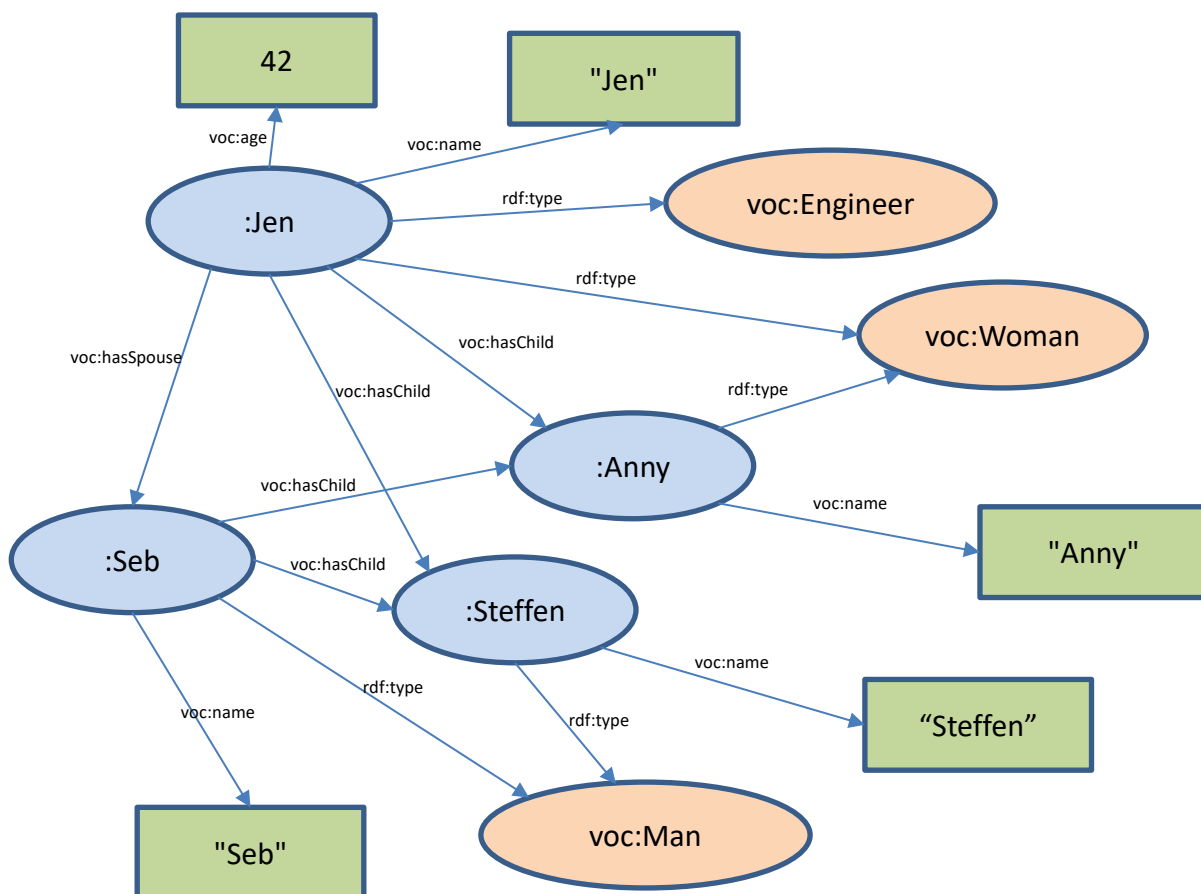 42
"Jen"
voc:age
voc:name
rdf:type
voc:Engineer
:Jen
rdf:type
voc:Woman
voc:hasSpouse
voc:hasChild
voc:hasChild
rdf:type
:Anny
voc:hasChild
voc:name
:Seb
voc:hasChild
"Anny"
:Steffen
voc:name
rdf:type
voc:name
rdf:type
“Steffen”
voc:Man
"Seb"